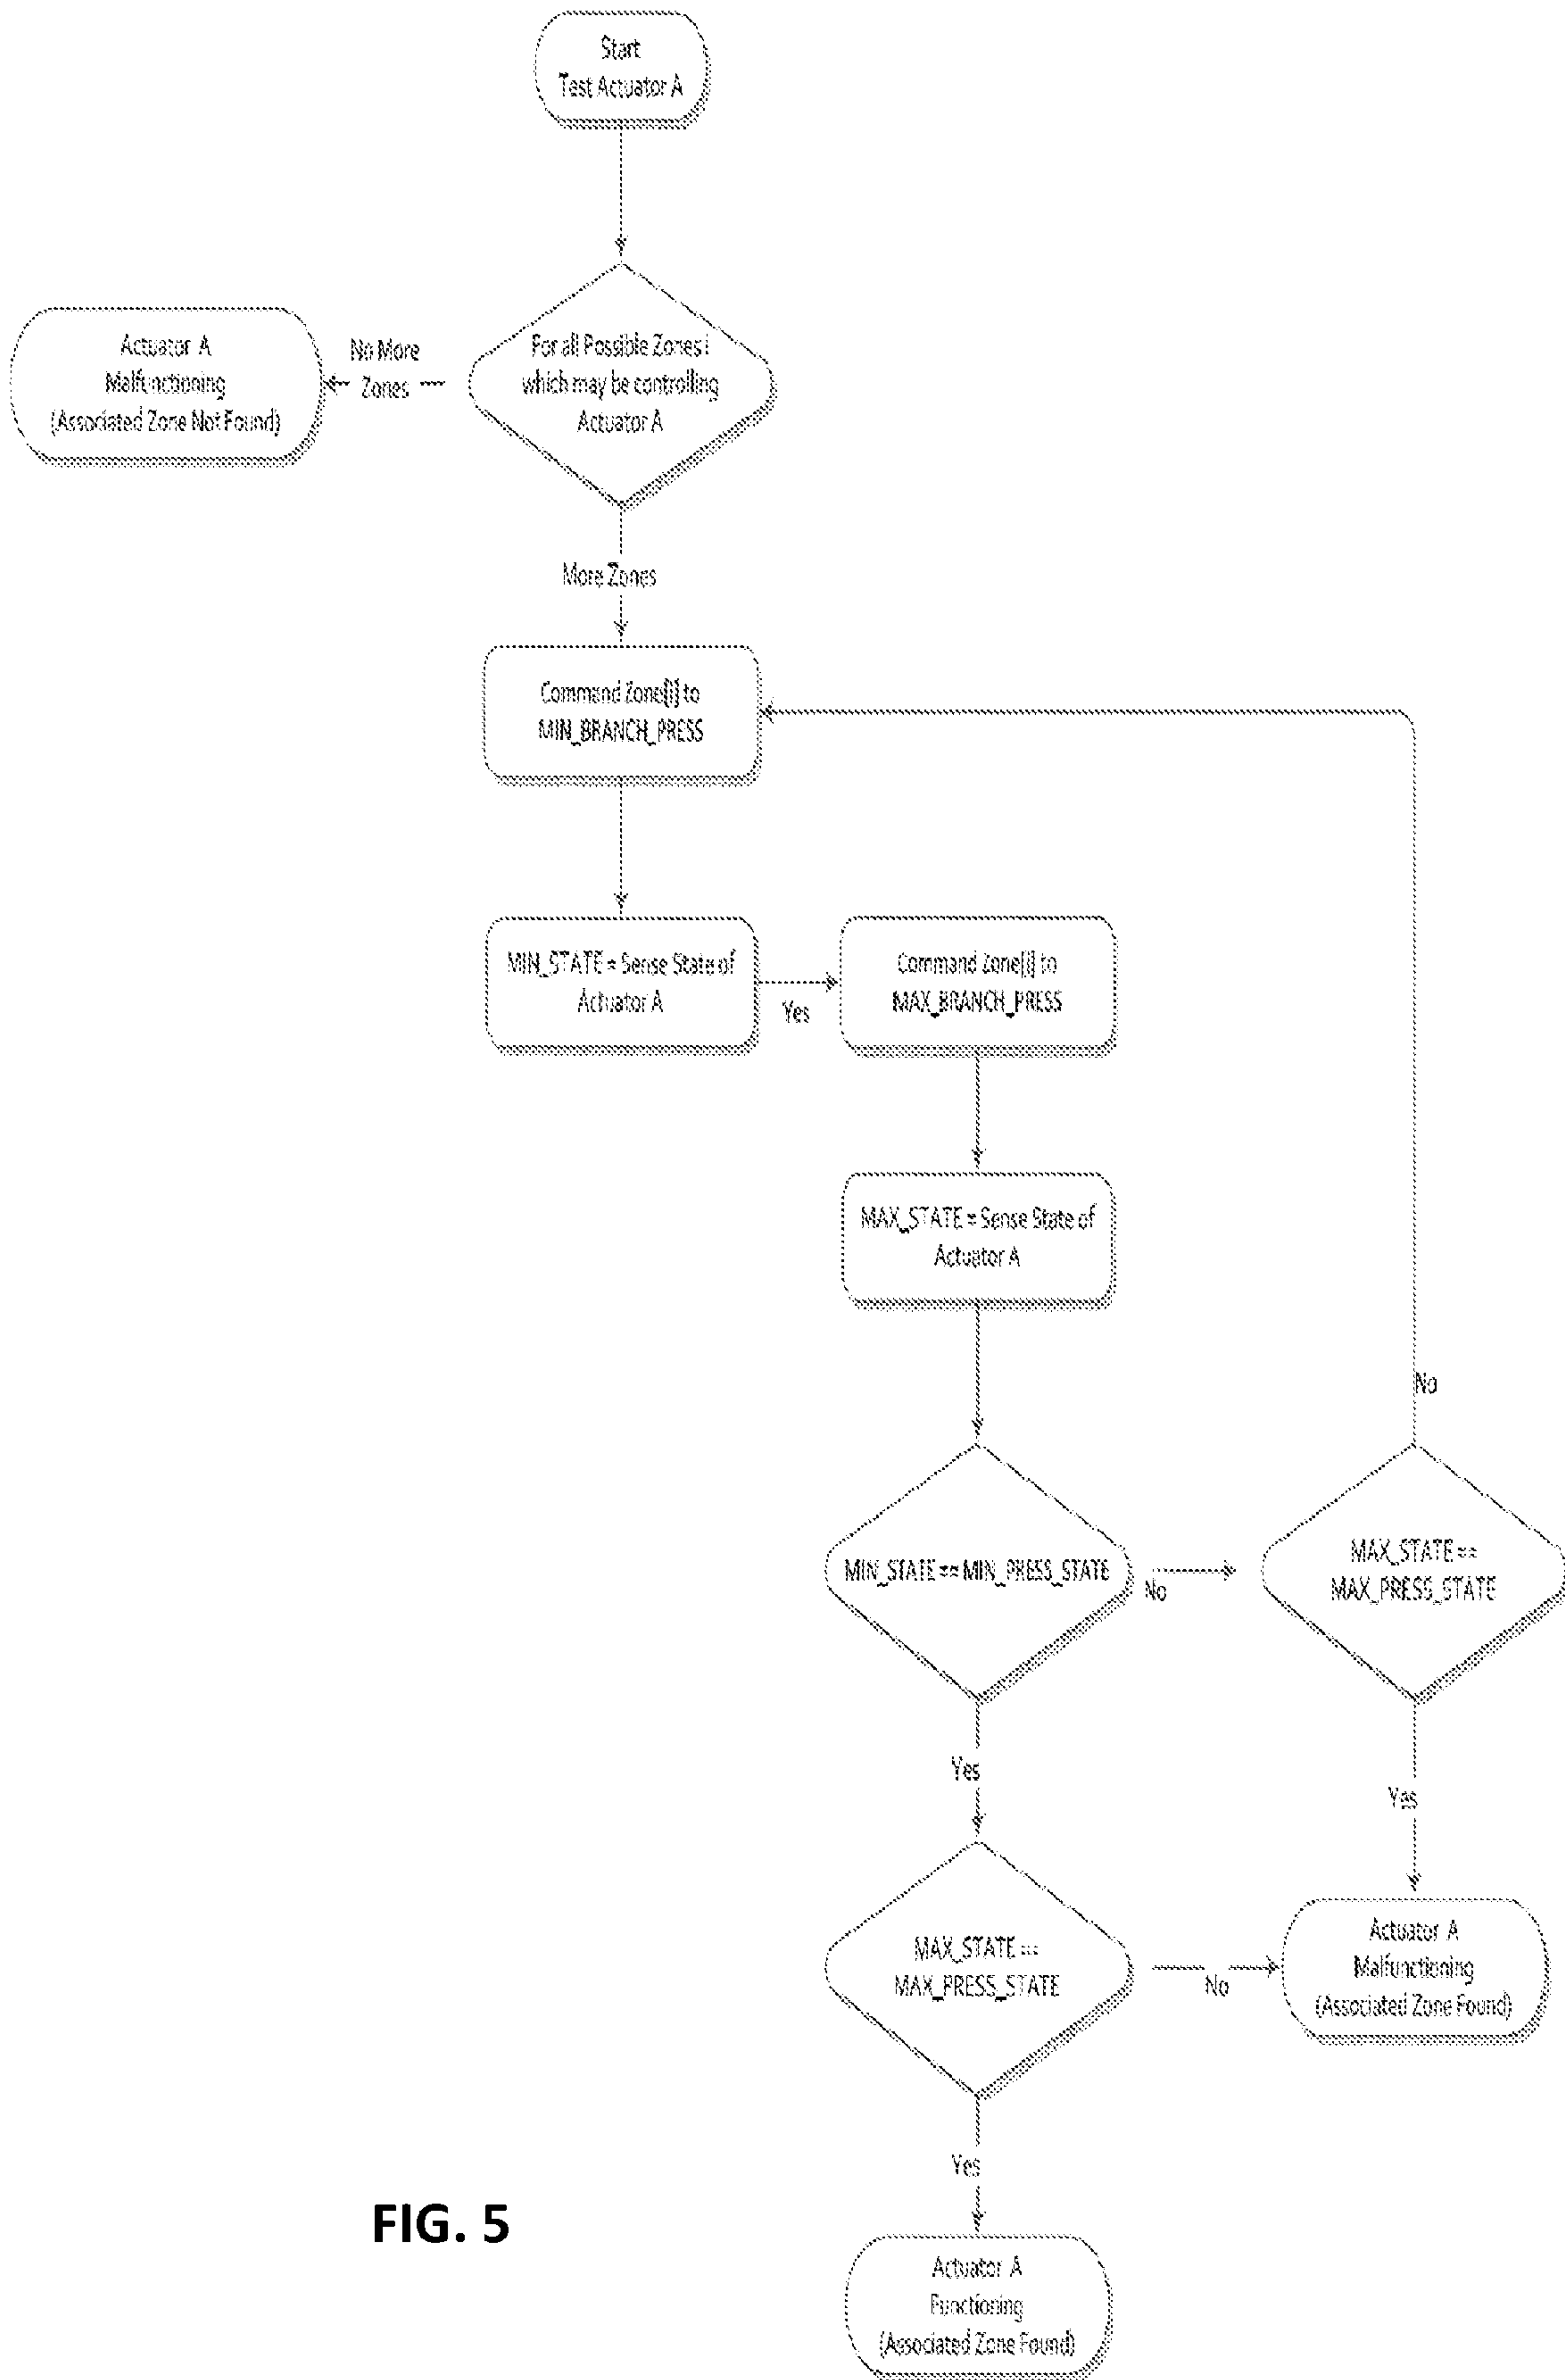 Start
Test Actuator A
For all Possible Zones i
which may be controlling
Actuator A
No More
Zones
Actuator A
Malfunctioning
(Associated Zone Not Found)
More Zones
Command Zone[i] to
MIN_BRANCH_PRESS
MIN_STATE = Sense State of
Actuator A
Yes
Command Zone[i] to
MAX_BRANCH_PRESS
MAX_STATE = Sense State of
Actuator A
No
MIN_STATE == MIN_PRESS_STATE
No
MAX_STATE ==
MAX_PRESS_STATE
Yes
Yes
MAX_STATE ==
MAX_PRESS_STATE
No
Actuator A
Malfunctioning
(Associated Zone Found)
Yes
Actuator A
Functioning
(Associated Zone Found)
FIG. 5